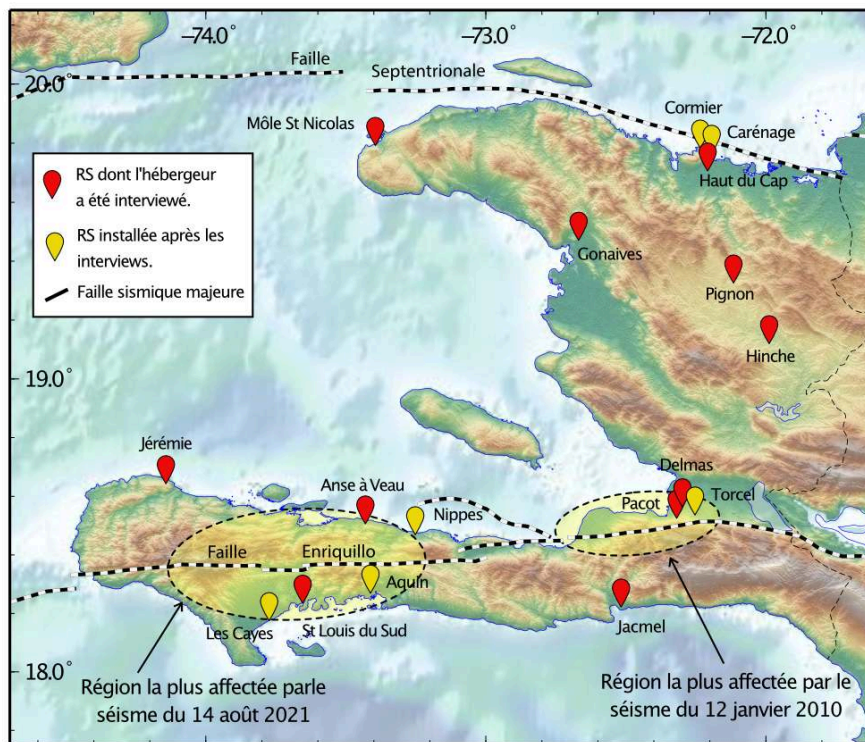 −74.0° −73.0° −72.0°
20.0°
Faille
Septentrionale
Cormier
Môle St Nicolas
Carénage
RS dont l'hébergeur
a été interviewé.
Haut du Cap
RS installée après les
interviews.
Gonaives
Faille sismique majeure
Pignon
Hinche
19.0°
Jérémie
Delmas
Anse à Veau
Pacot
Torcel
Nippes
Faille
Enriquillo
Aquin
Les Cayes
St Louis du Sud
Jacmel
18.0°
Région la plus affectée parle
séisme du 14 août 2021
Région la plus affectée par le
séisme du 12 janvier 2010